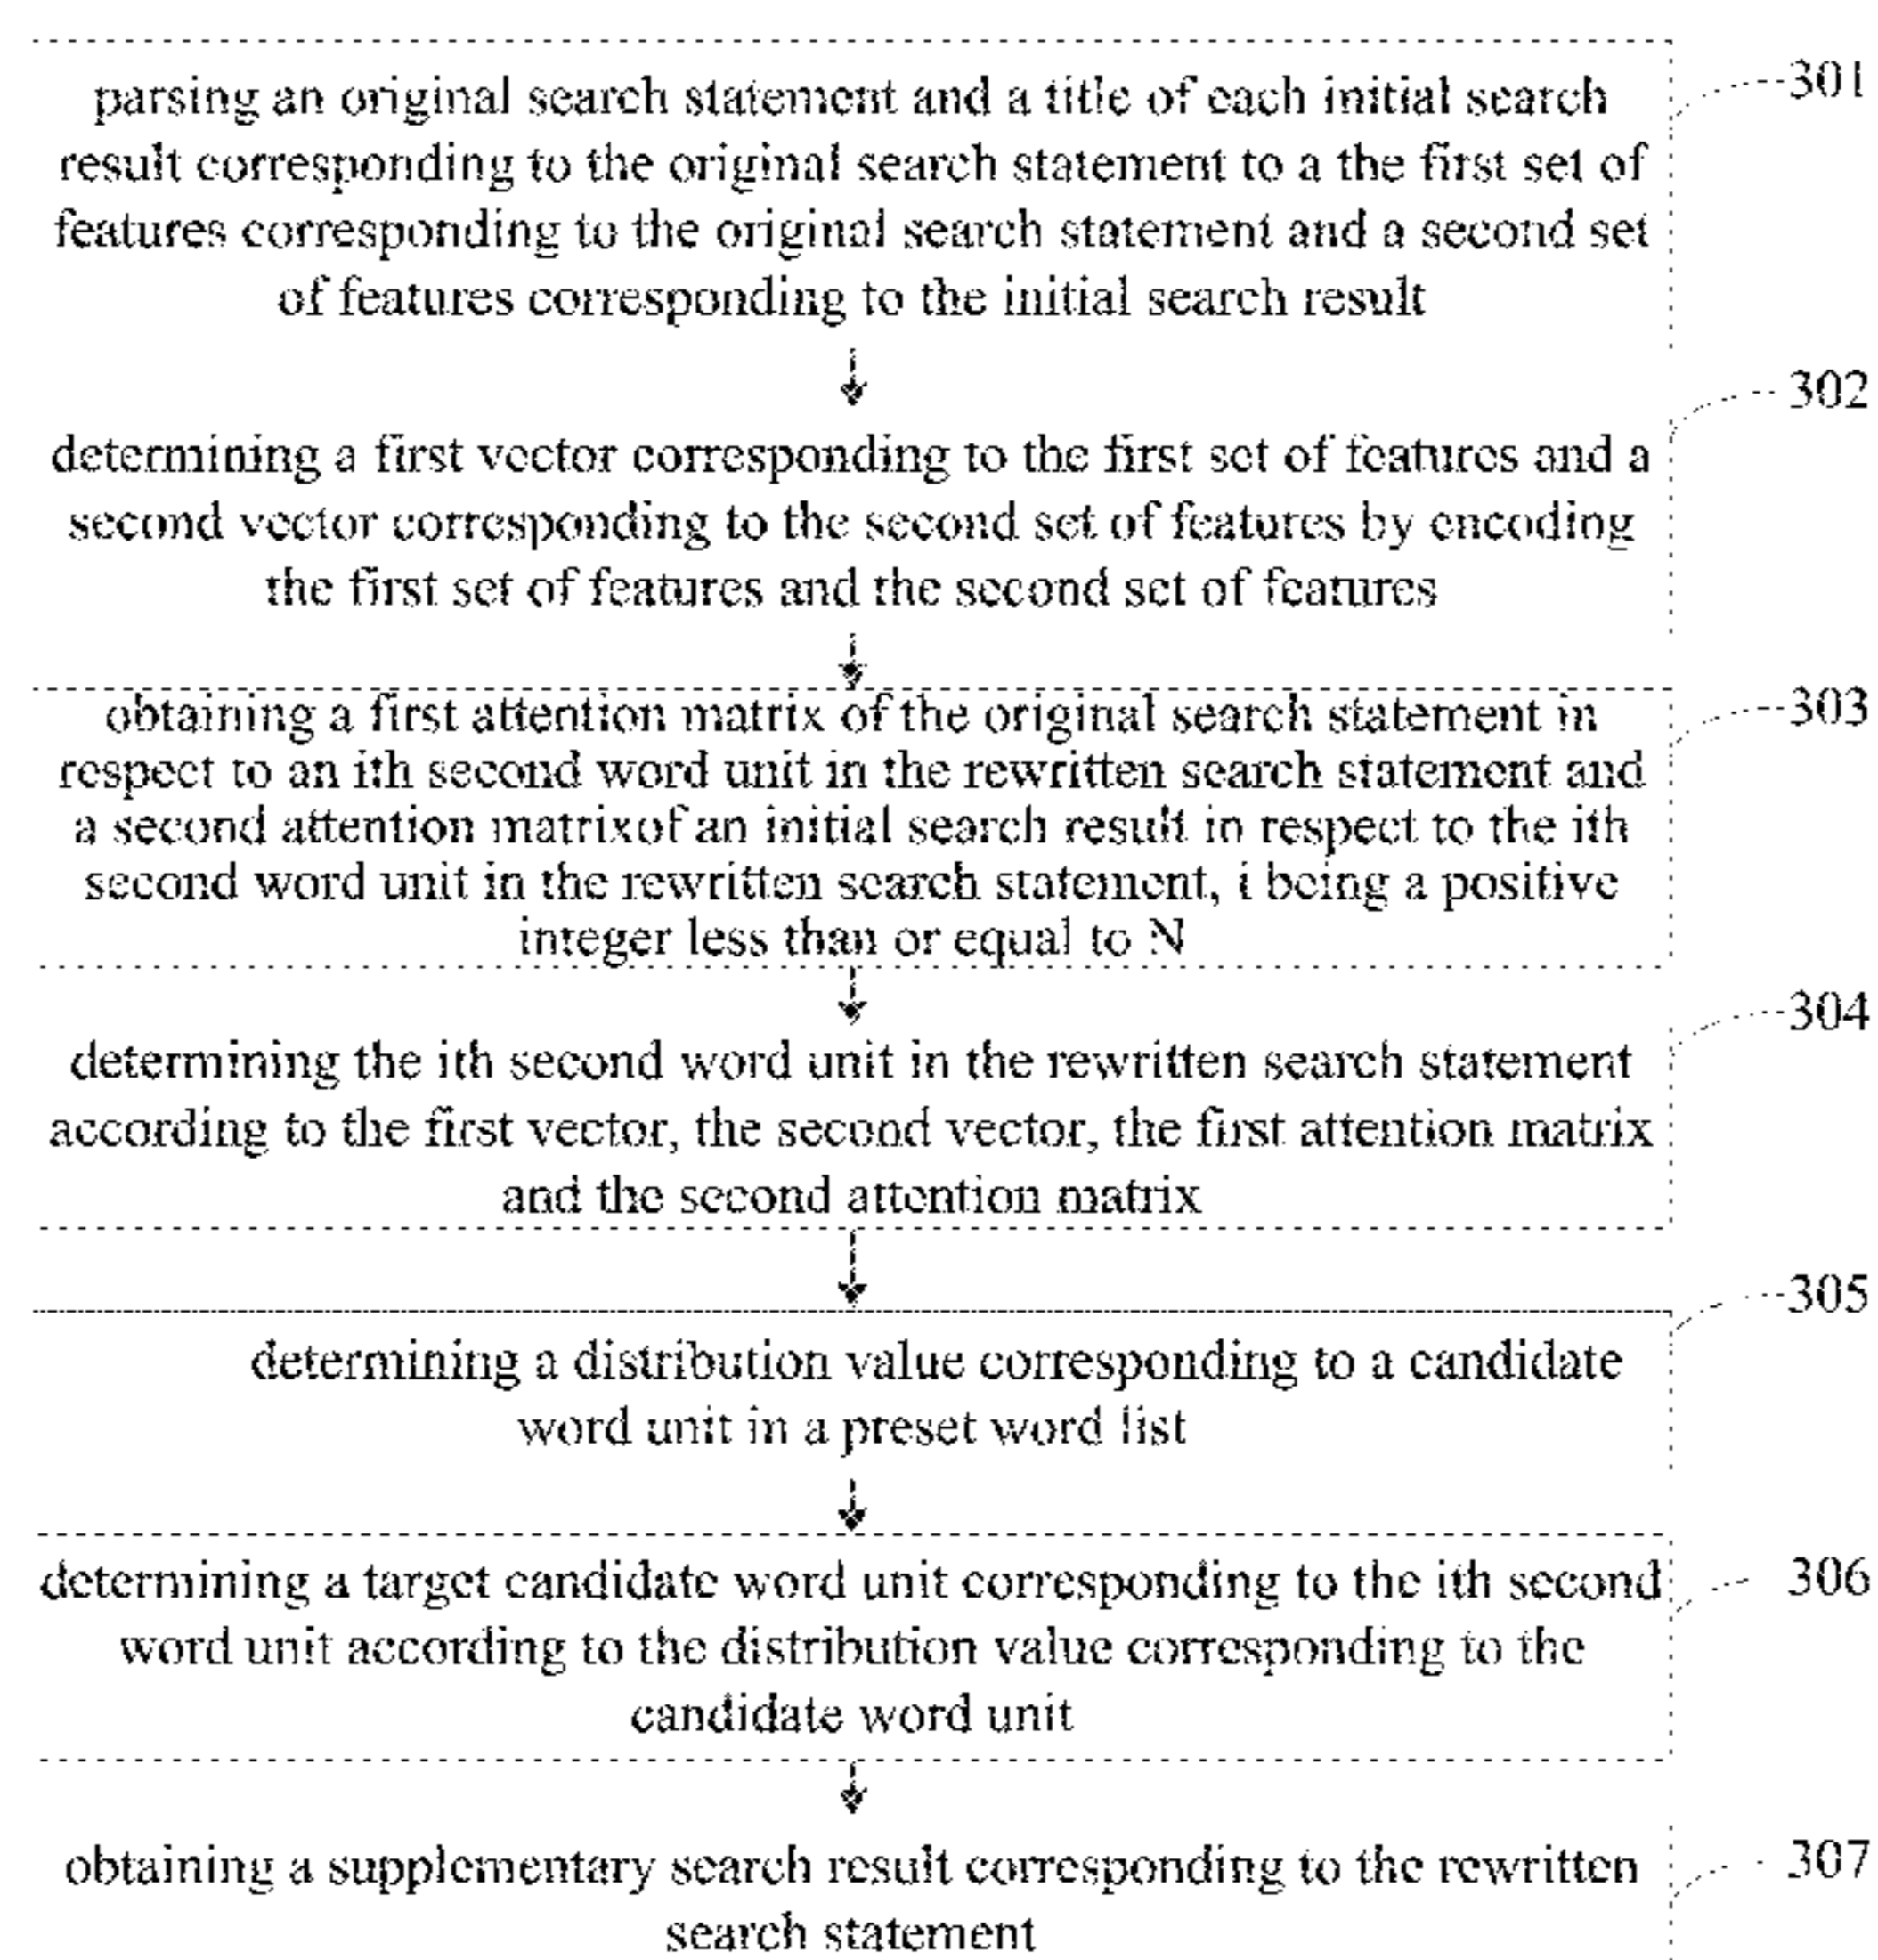 parsing an original search statement and a title of each initial search
301
result corresponding to the original search statement to a the first set of
features corresponding to the original search statement and a second set
of features corresponding to the initial search result
302
determining a first vector corresponding to the first set of features and a
second vector corresponding to the second set of features by encoding
the first set of features and the second set of features
303
obtaining a first attention matrix of the original search statement in
respect to an ith second word unit in the rewritten search statement and
a second attention matrixof an initial search result in respect to the ith
second word unit in the rewritten search statement, i being a positive
integer less than or equal to N
304
determining the ith second word unit in the rewritten search statement
according to the first vector, the second vector, the first attention matrix
and the second attention matrix
305
determining a distribution value corresponding to a candidate
word unit in a preset word list
306
determining a target candidate word unit corresponding to the ith second
word unit according to the distribution value corresponding to the
candidate word unit
307
obtaining a supplementary search result corresponding to the rewritten
search statement